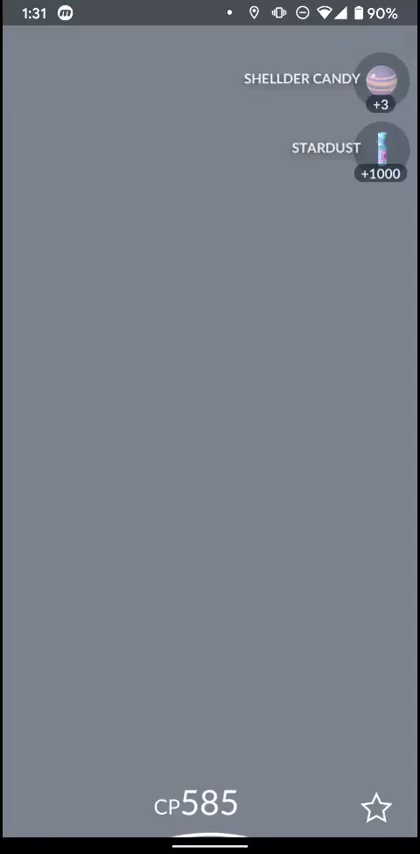 1:31 m 90%
SHELLDER CANDY
+3
STARDUST
+1000
CP585